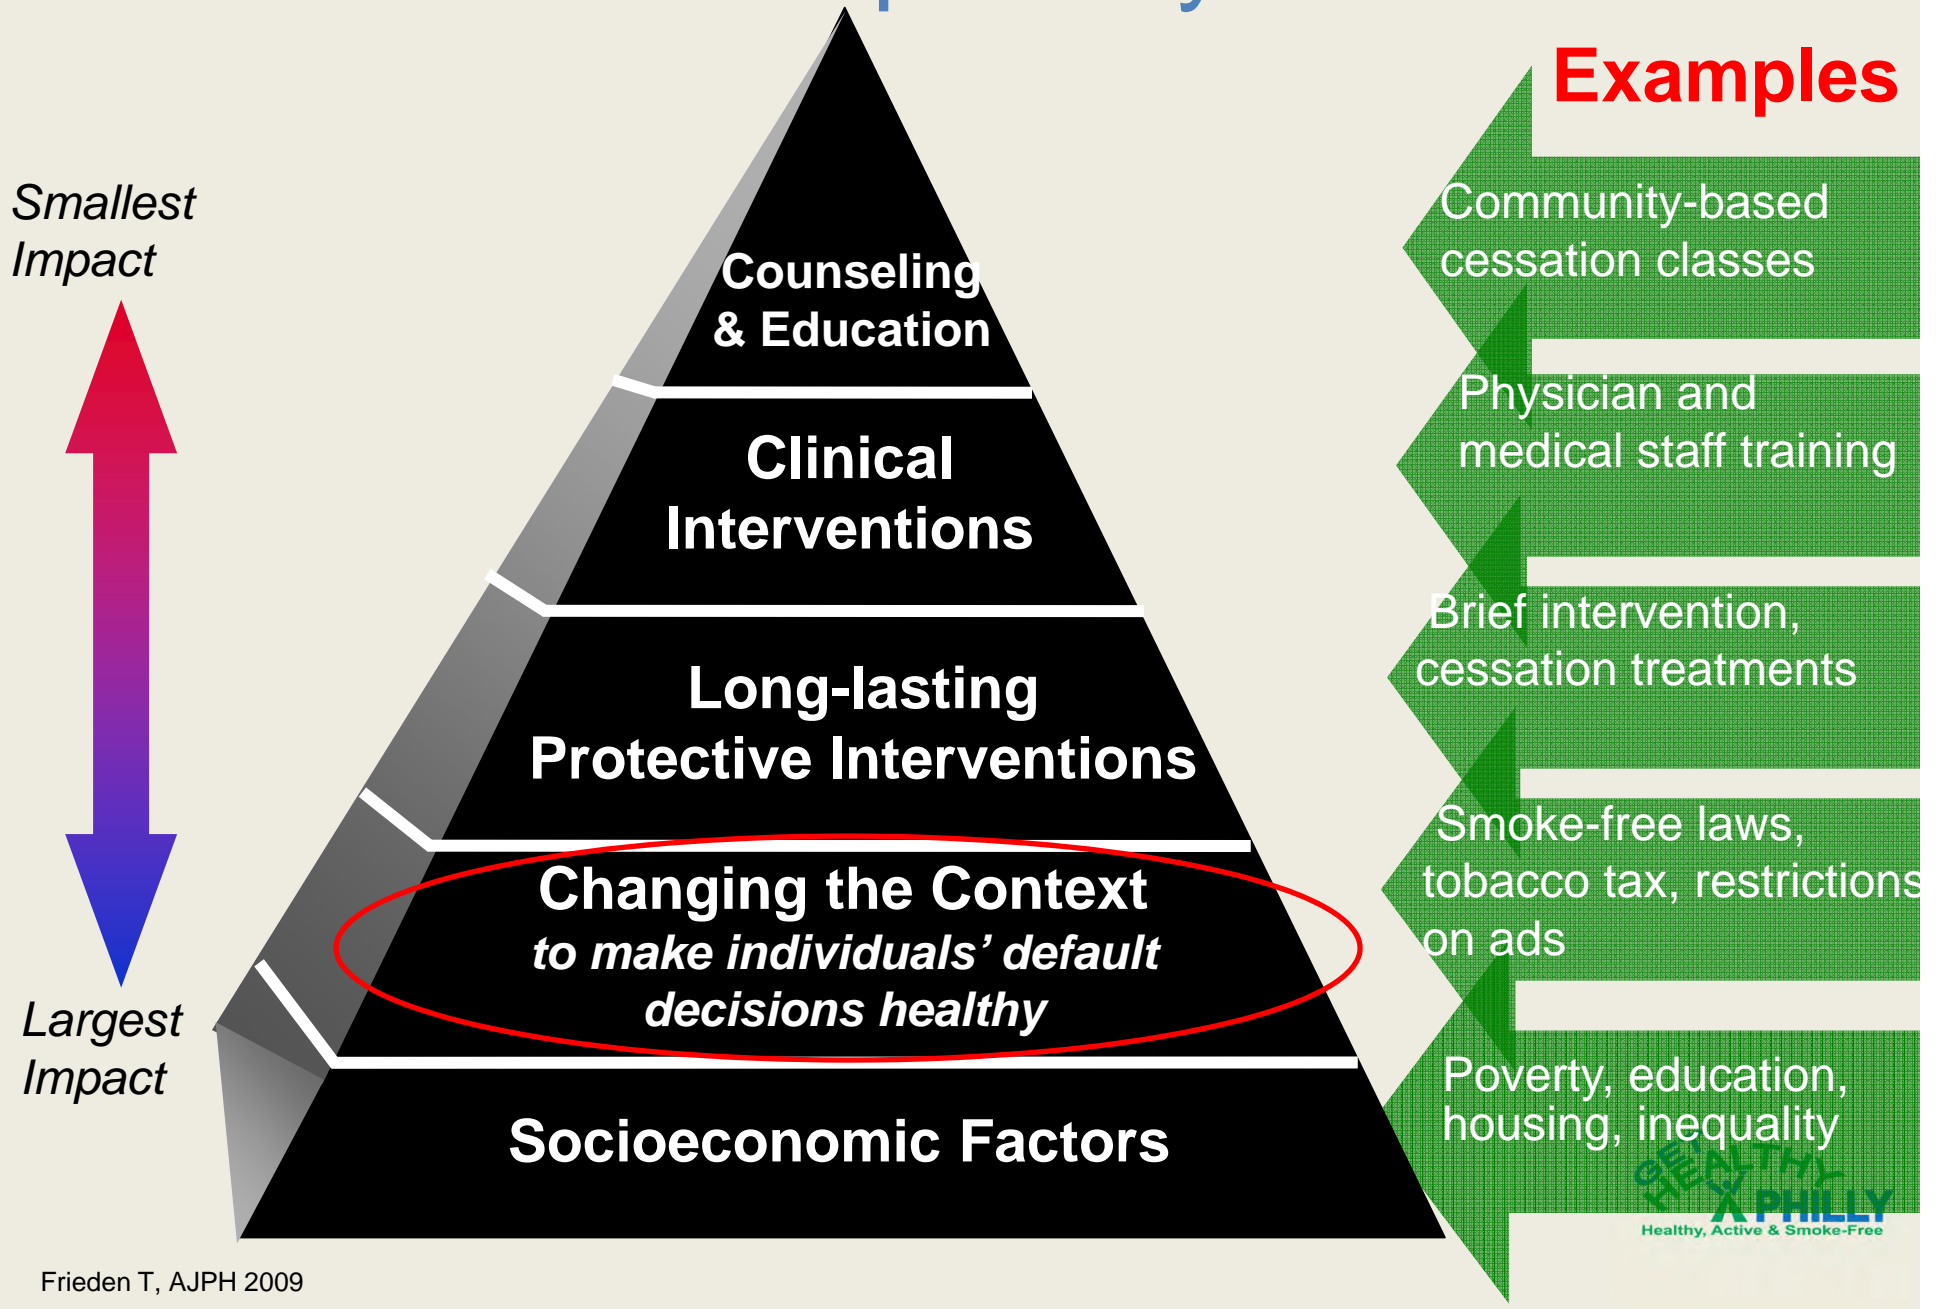 Examples
Smallest
Impact
Counseling
& Education
Clinical
Interventions
Long-lasting
Protective Interventions
Changing the Context
to make individuals’ default
decisions healthy
Socioeconomic Factors
Largest
Impact
Community-based
cessation classes
Physician and
medical staff training
Brief intervention,
cessation treatments
Smoke-free laws,
tobacco tax, restrictions
on ads
Poverty, education,
housing, inequality
GET
HEALTHY
PHILLY
Healthy, Active & Smoke-Free
Frieden T, AJPH 2009